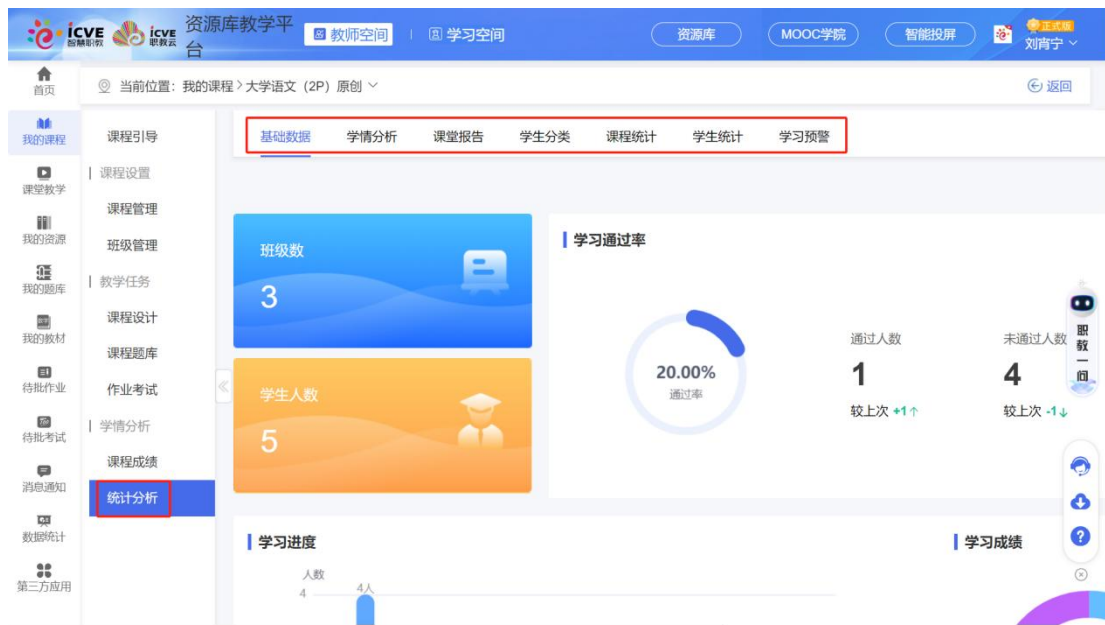 icve 智慧职教 icve 职教云 资源库教学平台 教师空间 学习空间 资源库 MOOC学院 智能投屏 正式版
刘宵宁
首页
当前位置：我的课程 > 大学语文（2P）原创
返回
我的课程
课堂教学
我的资源
我的题库
我的教材
待批作业
待批考试
消息通知
数据统计
第三方应用
课程引导
课程设置
课程管理
班级管理
教学任务
课程设计
课程题库
作业考试
学情分析
课程成绩
统计分析
基础数据 学情分析 课堂报告 学生分类 课程统计 学生统计 学习预警
班级数
3
学生人数
5
学习通过率
20.00%
通过率
通过人数
1
较上次 +1↑
未通过人数
4
较上次 -1↓
职教一问
学习进度
人数
4
4人
学习成绩